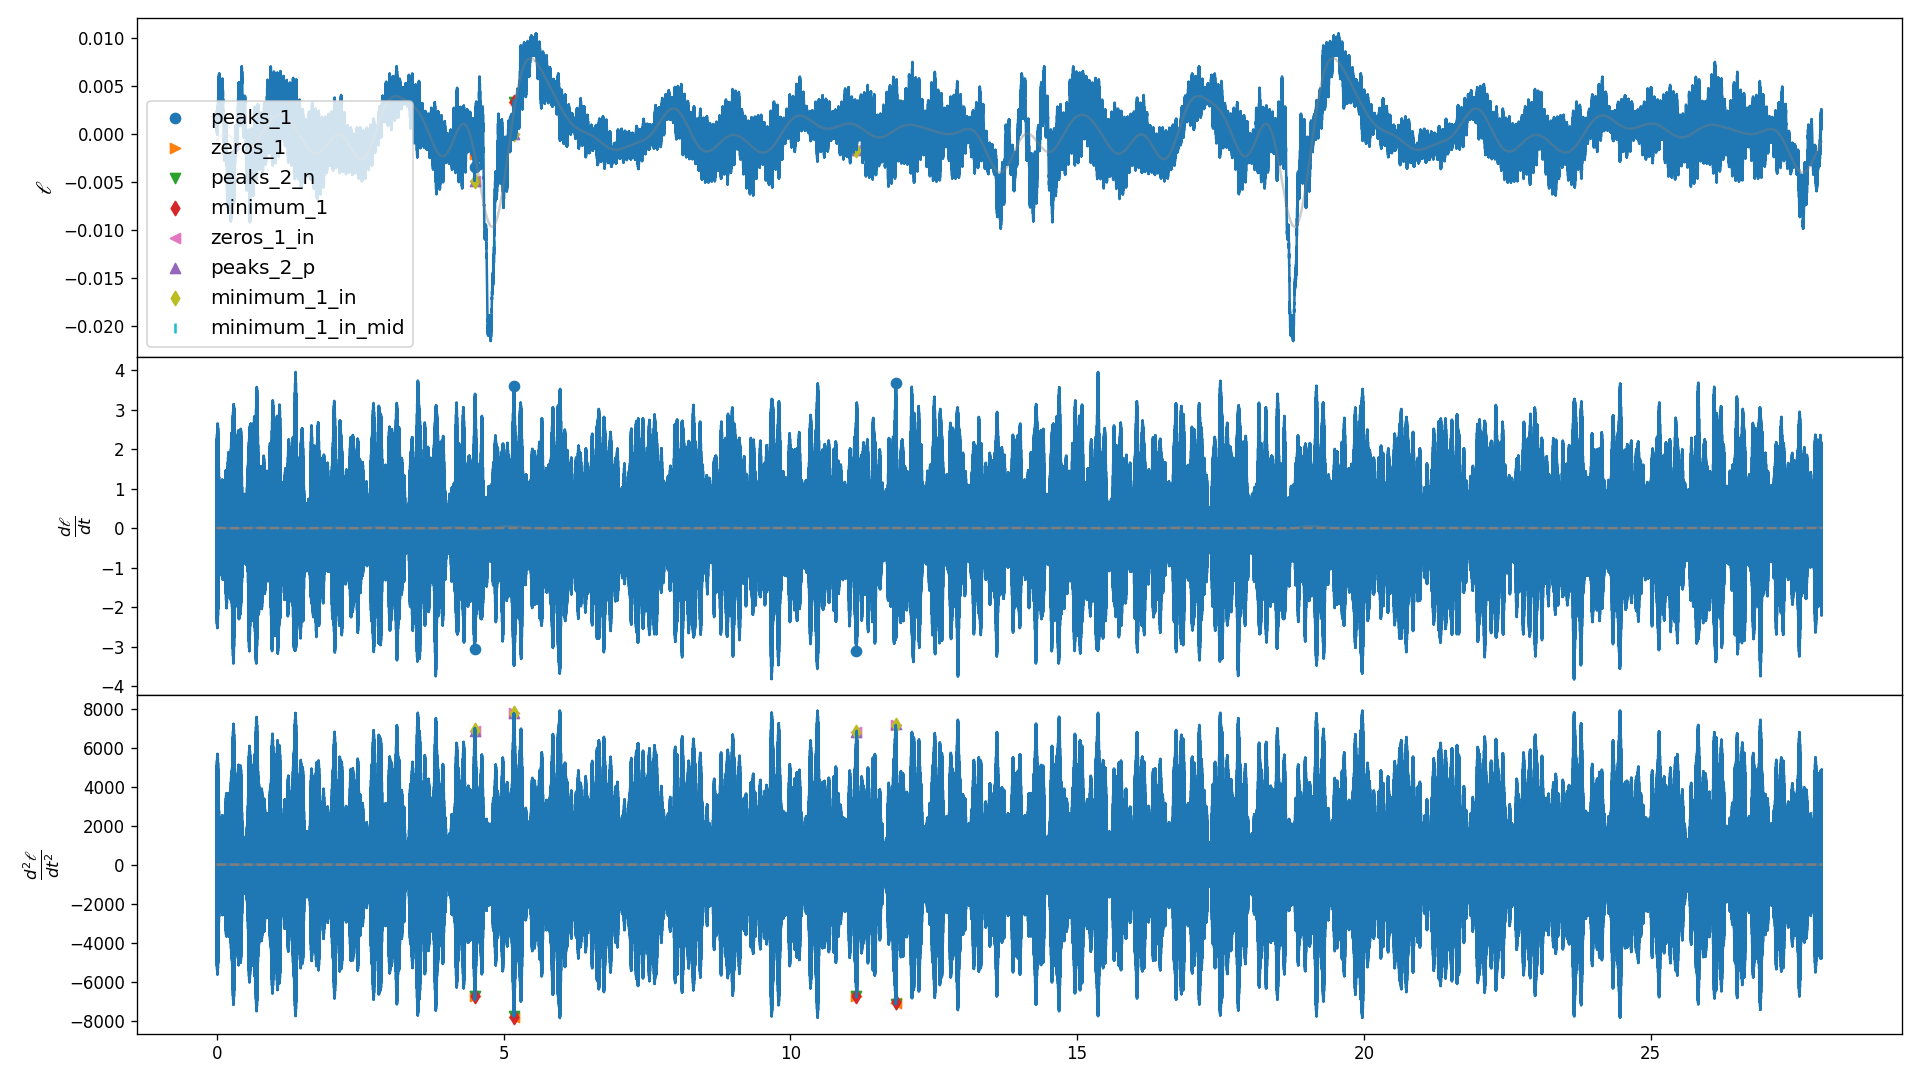 0.010
0.005
0.000
−0.005
−0.010
−0.015
−0.020
ℓ
peaks_1
zeros_1
peaks_2_n
minimum_1
zeros_1_in
peaks_2_p
minimum_1_in
minimum_1_in_mid
4
3
2
1
0
−1
−2
−3
−4
dℓ
dt
8000
6000
4000
2000
0
−2000
−4000
−6000
−8000
d²ℓ
dt²
0 5 10 15 20 25